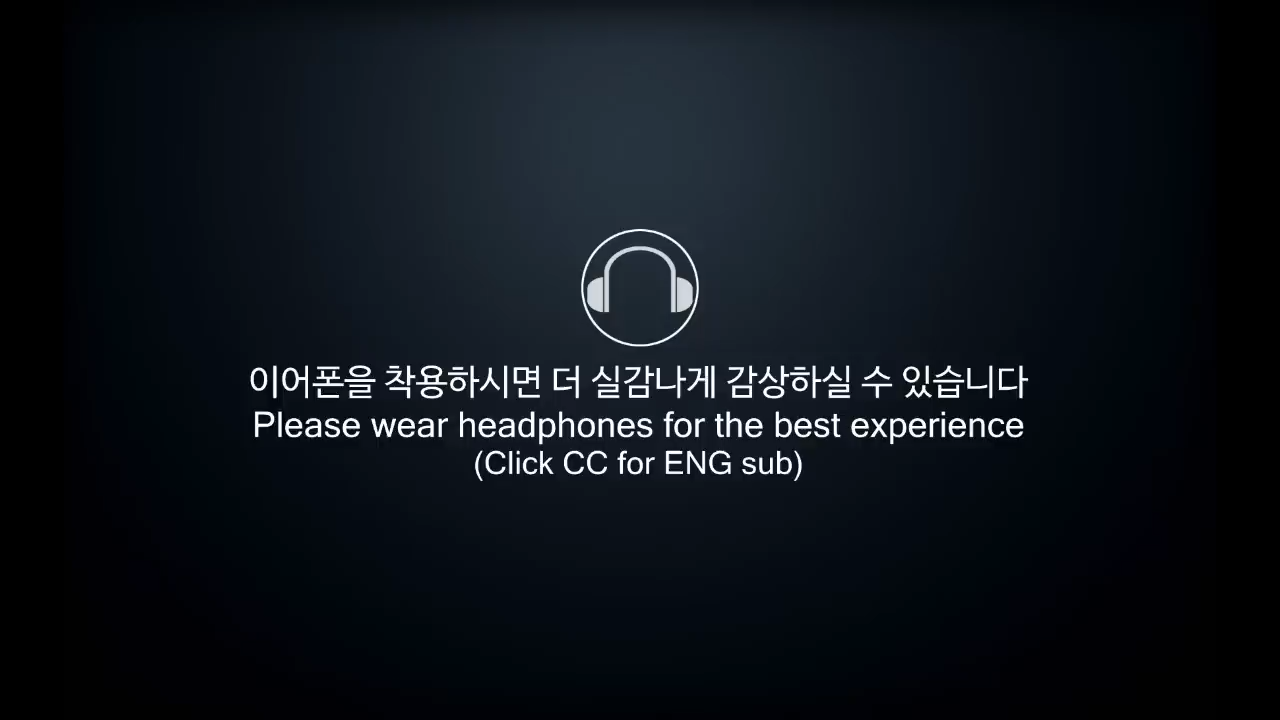 이어폰을 착용하시면 더 실감나게 감상하실 수 있습니다
Please wear headphones for the best experience
(Click CC for ENG sub)